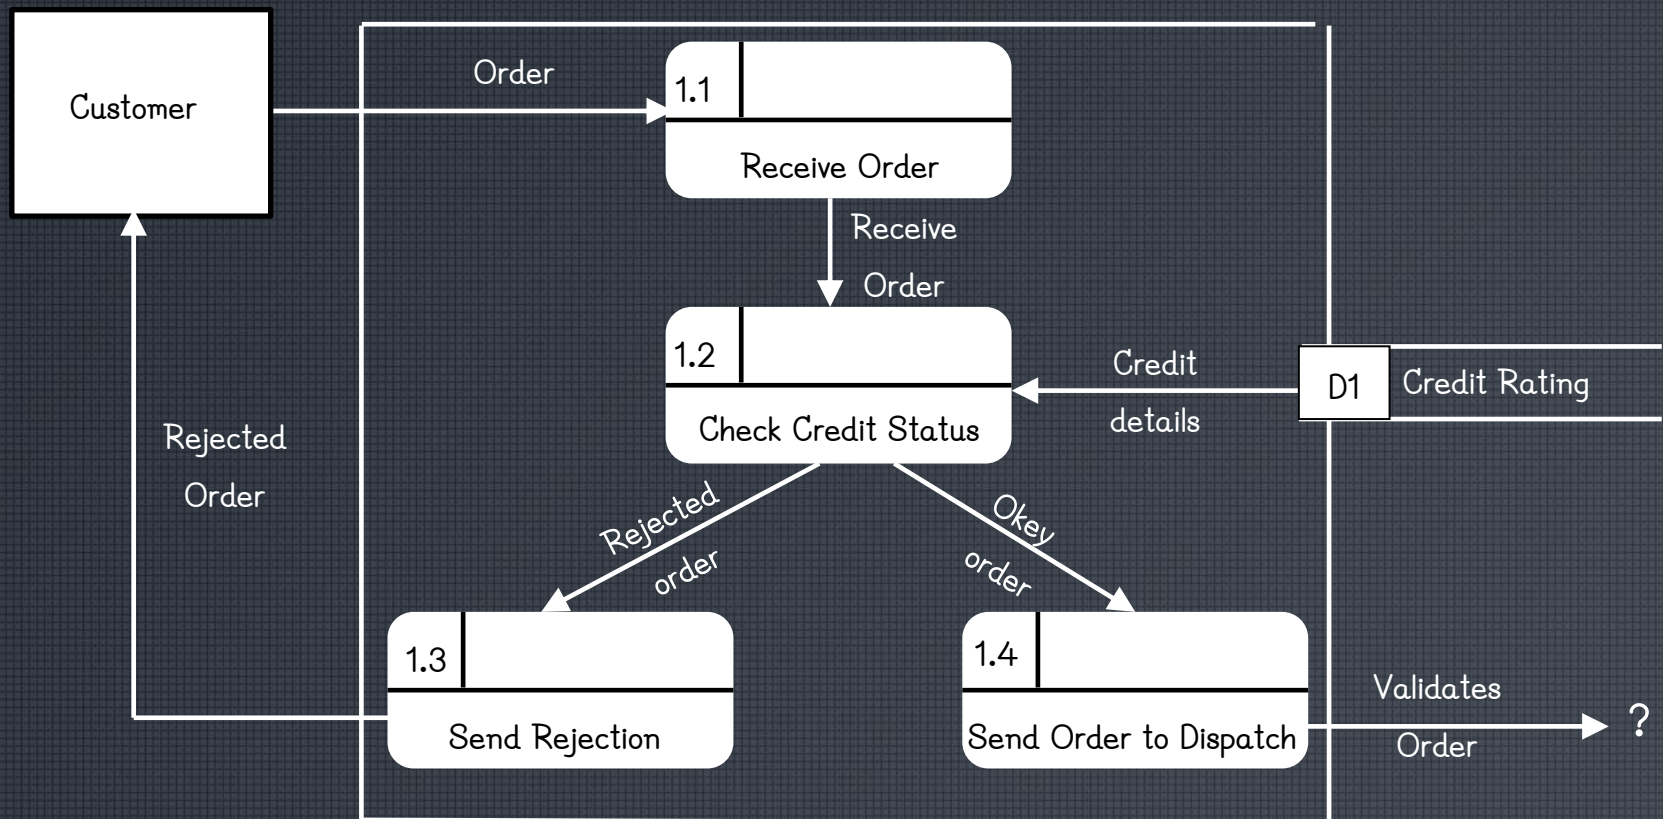 Customer
Order
1.1
Receive Order
Receive
Order
1.2
Check Credit Status
Credit
details
D1
Credit Rating
Rejected
Order
Rejected
order
Okey
order
1.3
Send Rejection
1.4
Send Order to Dispatch
Validates
Order
?